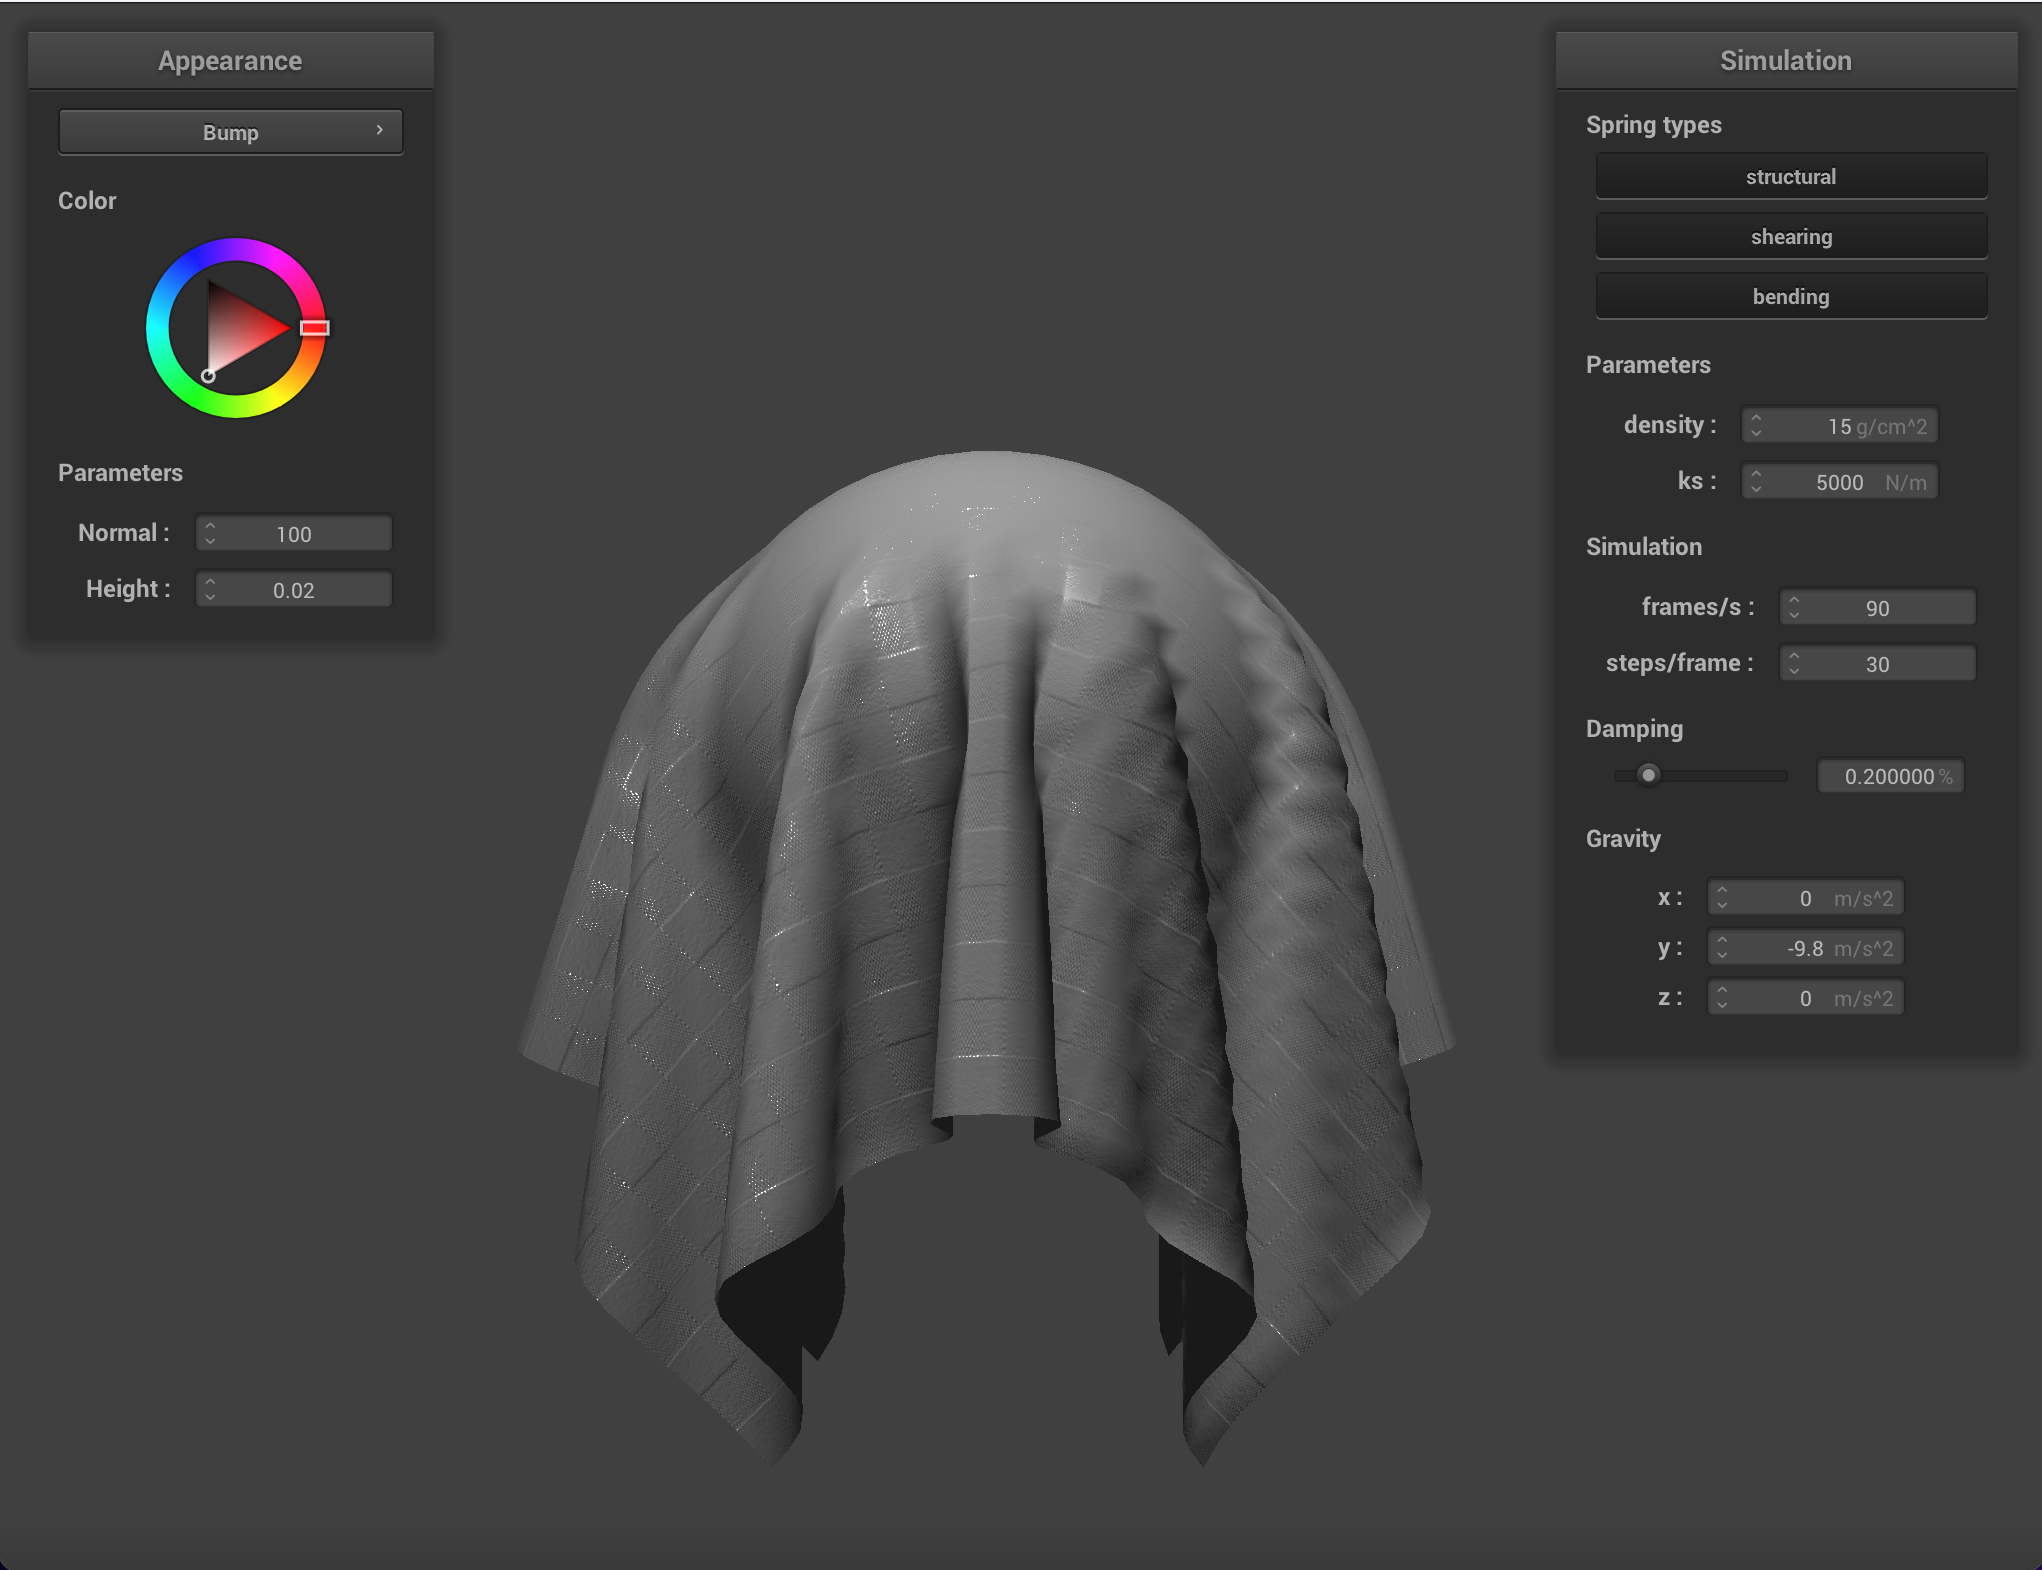 Appearance
Bump
Color
Parameters
Normal : 100
Height : 0.02
Simulation
Spring types
structural
shearing
bending
Parameters
density : 15 g/cm^2
ks : 5000 N/m
Simulation
frames/s : 90
steps/frame : 30
Damping
0.200000 %
Gravity
x : 0 m/s^2
y : -9.8 m/s^2
z : 0 m/s^2